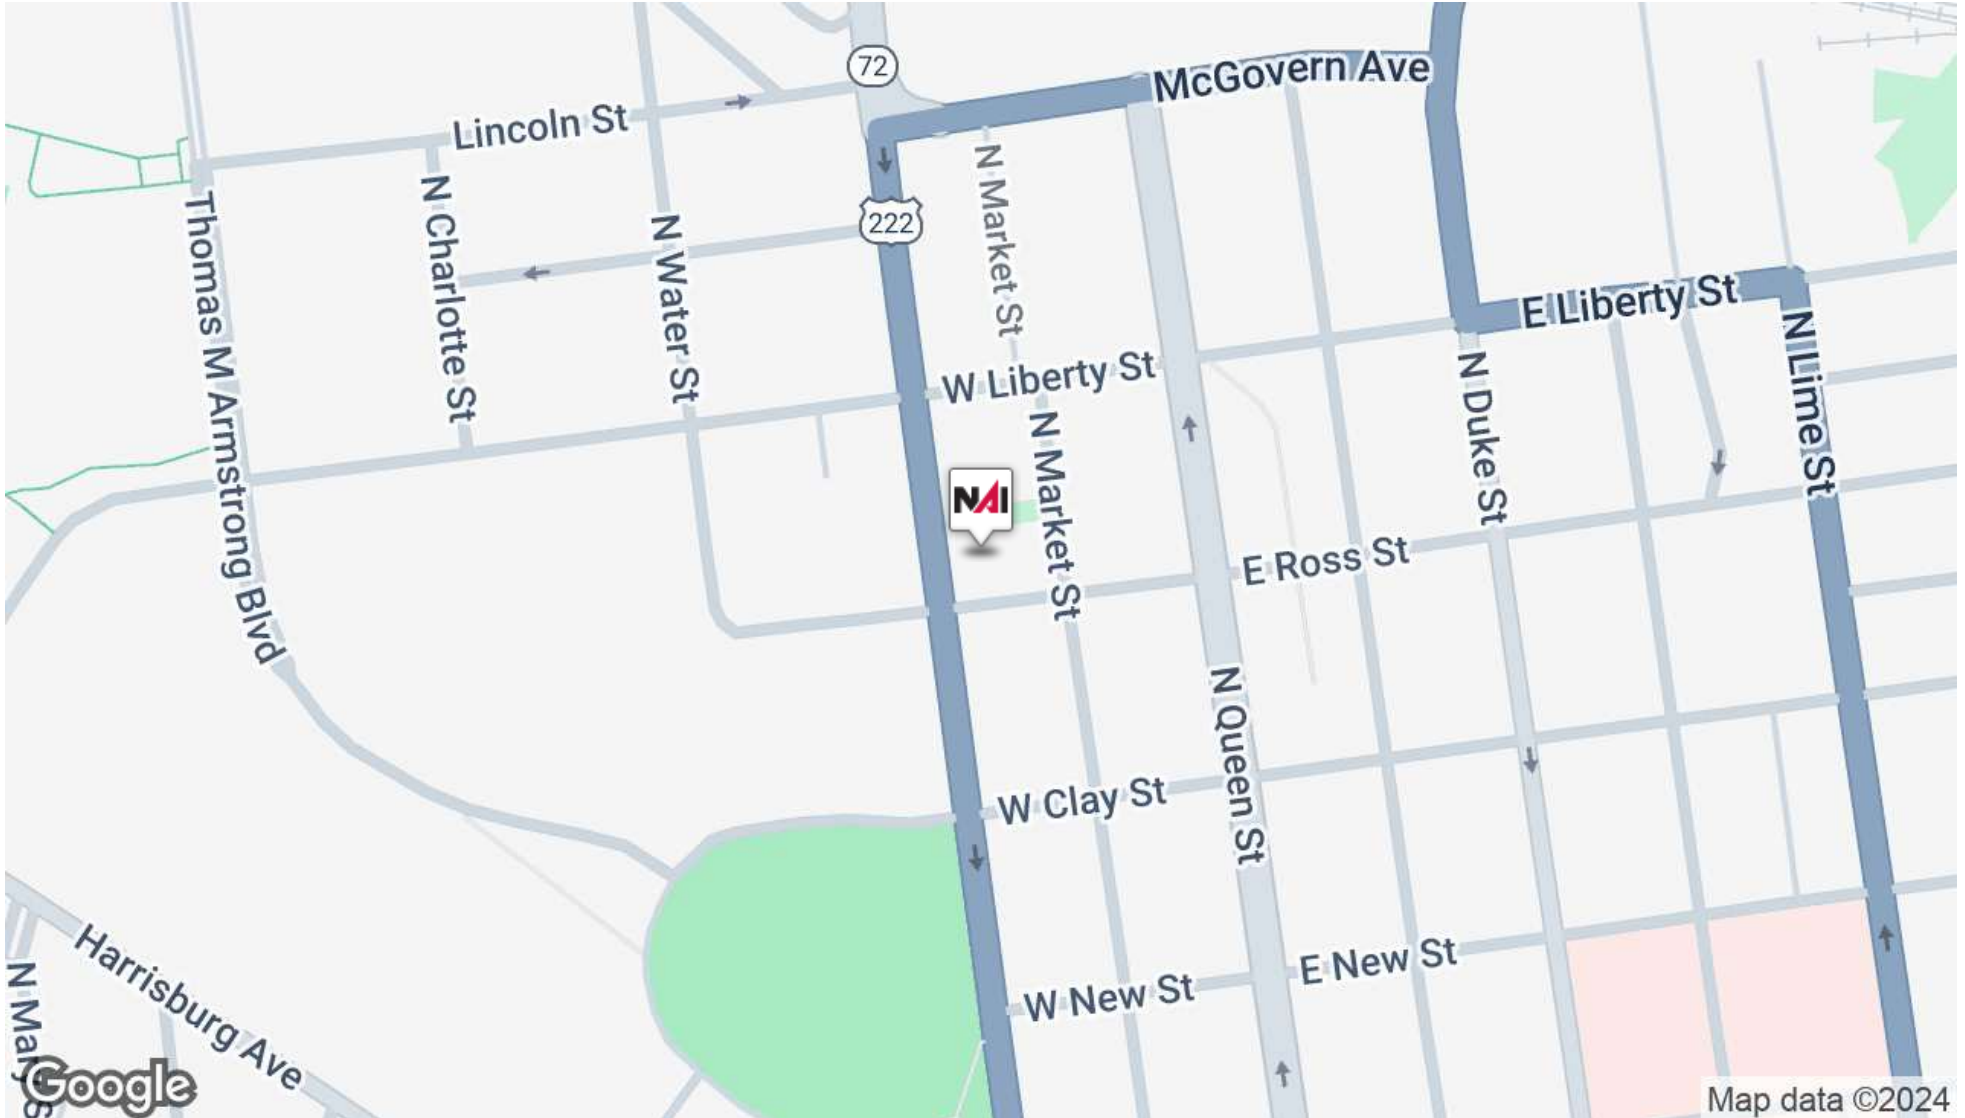 72
McGovern Ave
Lincoln St
N Market St
N Charlotte St
222
N Water St
Thomas M Armstrong Blvd
E Liberty St
N Lime St
W Liberty St
N Duke St
N Market St
NAI
E Ross St
N Queen St
W Clay St
Harrisburg Ave
E New St
W New St
N Mary S
Google
Map data ©2024